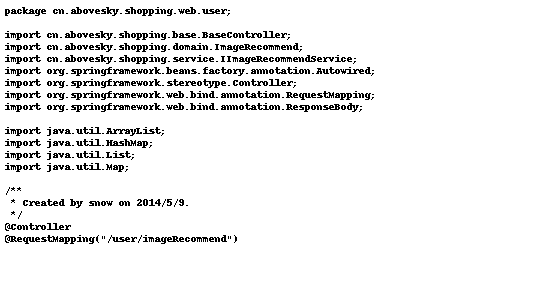 package cn.abovesky.shopping.web.user;

import cn.abovesky.shopping.base.BaseController;
import cn.abovesky.shopping.domain.ImageRecommend;
import cn.abovesky.shopping.service.IImageRecommendService;
import org.springframework.beans.factory.annotation.Autowired;
import org.springframework.stereotype.Controller;
import org.springframework.web.bind.annotation.RequestMapping;
import org.springframework.web.bind.annotation.ResponseBody;

import java.util.ArrayList;
import java.util.HashMap;
import java.util.List;
import java.util.Map;

/**
 * Created by snow on 2014/5/9.
 */
@Controller
@RequestMapping("/user/imageRecommend")